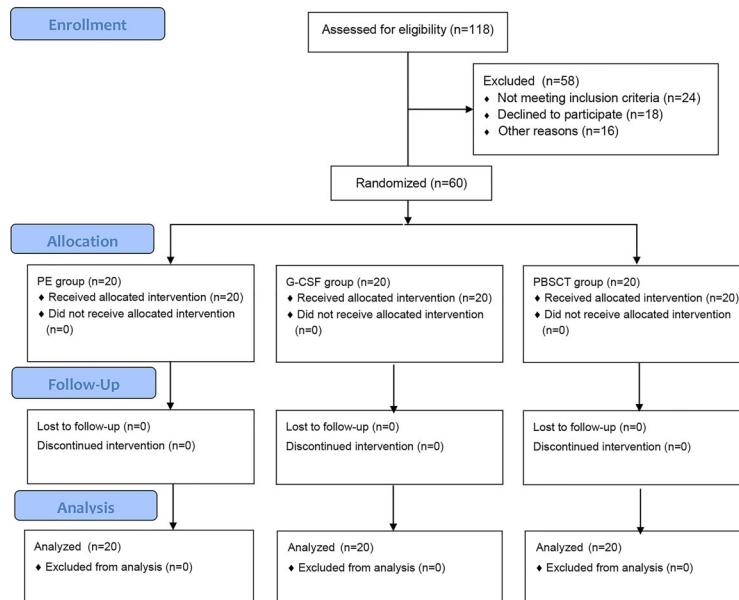 Enrollment
Assessed for eligibility (n=118)
Excluded (n=58)
♦ Not meeting inclusion criteria (n=24)
♦ Declined to participate (n=18)
♦ Other reasons (n=16)
Randomized (n=60)
Allocation
PE group (n=20)
♦ Received allocated intervention (n=20)
♦ Did not receive allocated intervention
(n=0)
G-CSF group (n=20)
♦ Received allocated intervention (n=20)
♦ Did not receive allocated intervention
(n=0)
PBSCT group (n=20)
♦ Received allocated intervention (n=20)
♦ Did not receive allocated intervention
(n=0)
Follow-Up
Lost to follow-up (n=0)
Discontinued intervention (n=0)
Lost to follow-up (n=0)
Discontinued intervention (n=0)
Lost to follow-up (n=0)
Discontinued intervention (n=0)
Analysis
Analyzed (n=20)
♦ Excluded from analysis (n=0)
Analyzed (n=20)
♦ Excluded from analysis (n=0)
Analyzed (n=20)
♦ Excluded from analysis (n=0)